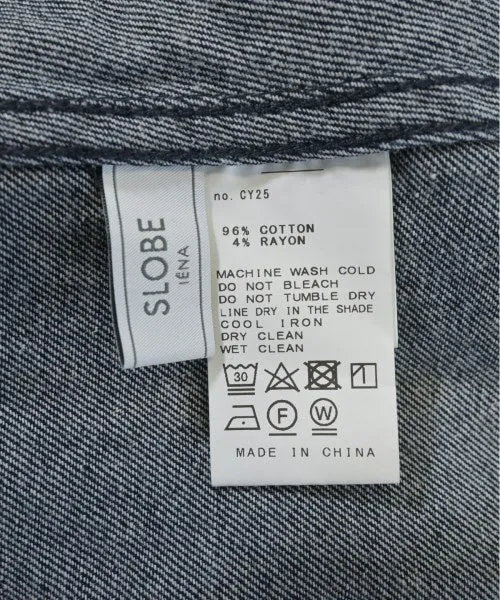 SLOBE
IÉNA
no. CY25
96% COTTON
4% RAYON
MACHINE WASH COLD
DO NOT BLEACH
DO NOT TUMBLE DRY
LINE DRY IN THE SHADE
COOL IRON
DRY CLEAN
WET CLEAN
30
F W
MADE IN CHINA